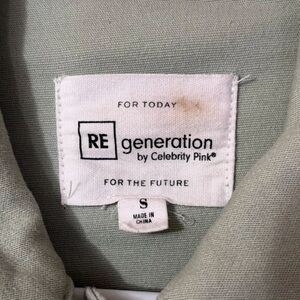 FOR TODAY
RE generation
by Celebrity Pink®
FOR THE FUTURE
S
MADE IN
CHINA